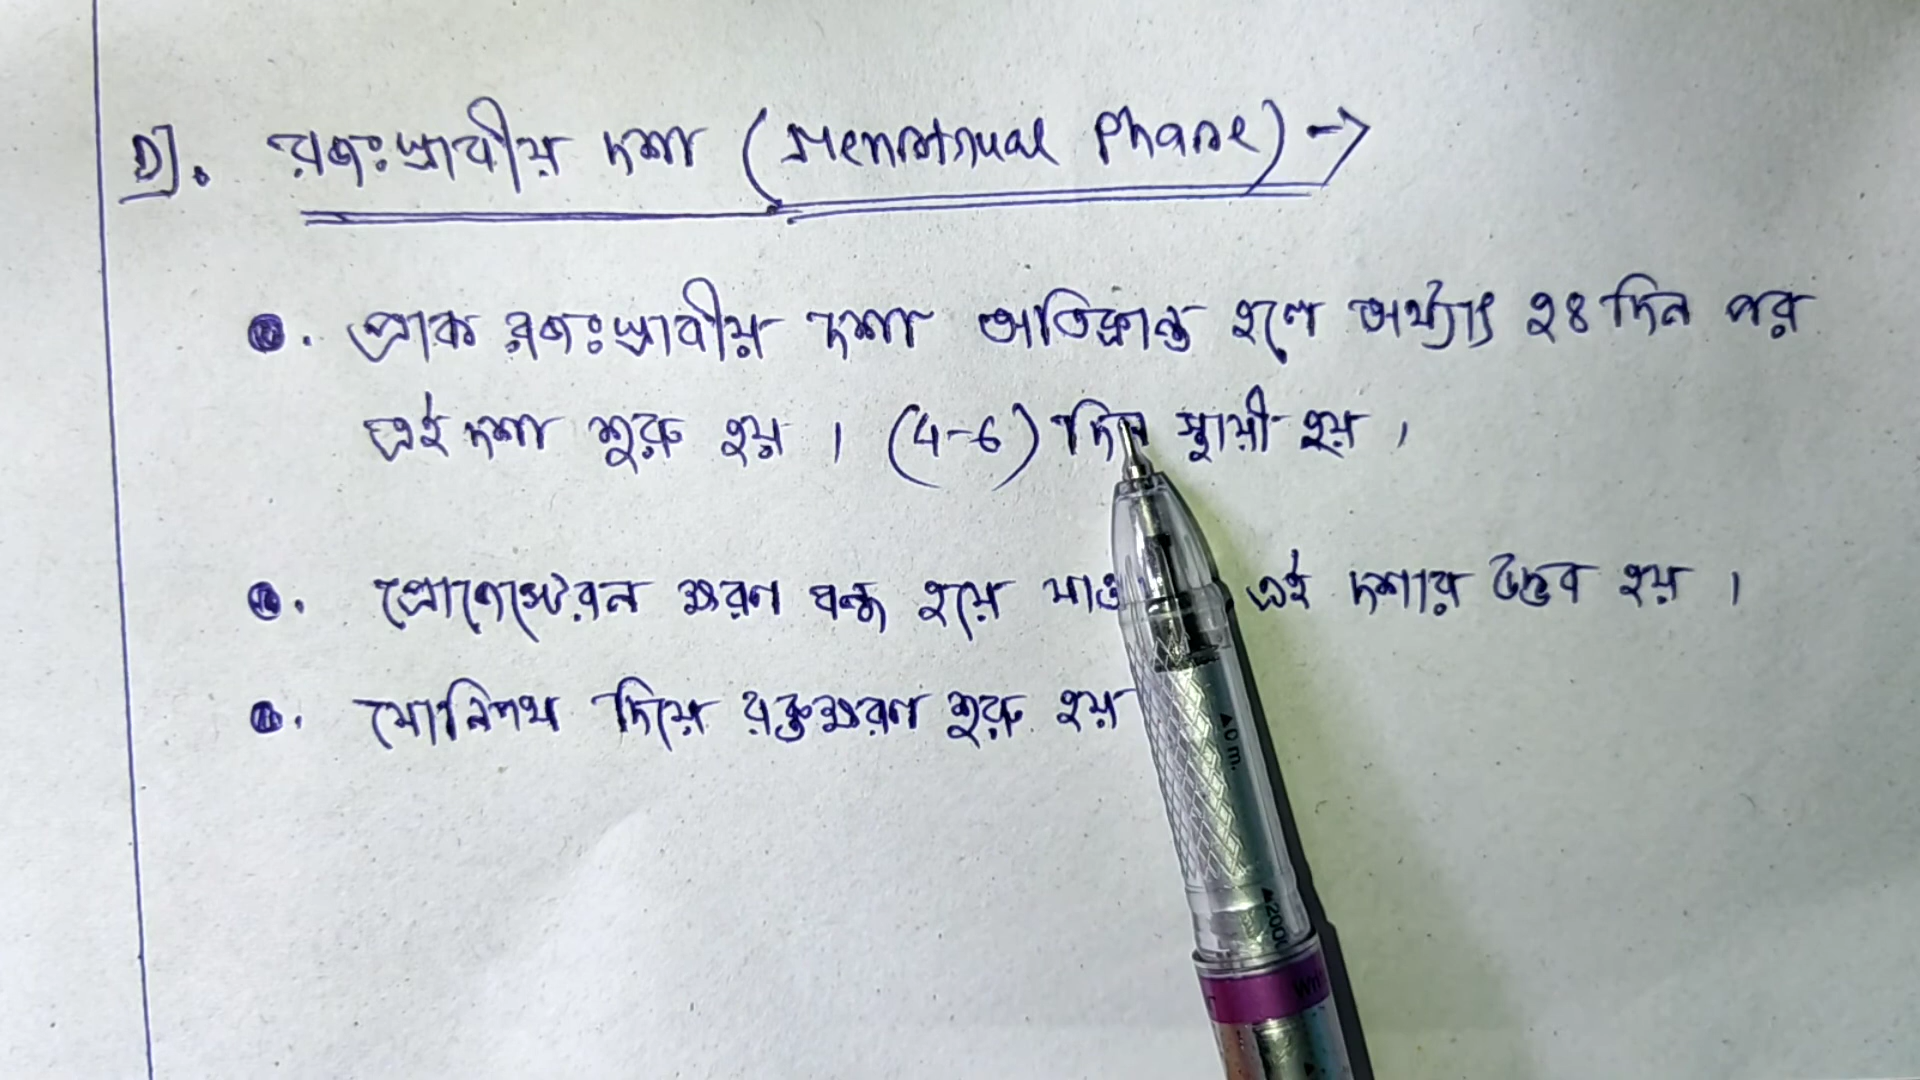 D]. রজঃস্রাবীয় দশা (Menstrual Phase) →
প্রাক রজঃস্রাবীয় দশা অতিক্রান্ত হলে অর্থ্যাৎ ২৪ দিন পর
এই দশা শুরু হয় । (4-6) দিন স্থায়ী হয় ।
প্রোজেস্টেরন ক্ষরণ বন্ধ হয়ে এই দশার উদ্ভব হয় ।
যোনিপথ দিয়ে রক্তক্ষরণ শুরু হয়